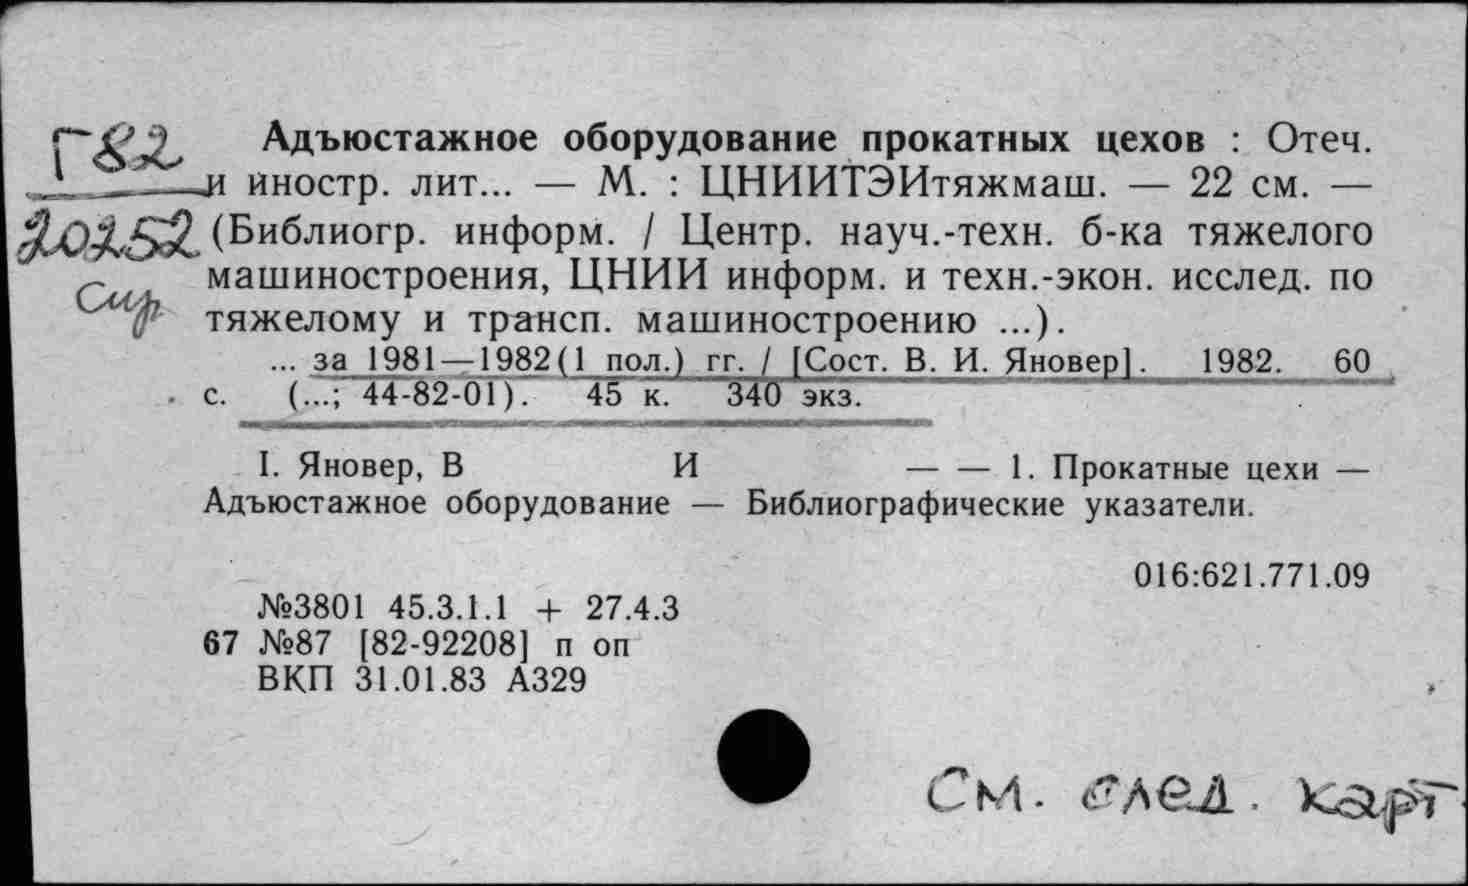 Г82
20252
Сир
Адъюстажное оборудование прокатных цехов : Отеч.
и иностр. лит... — М. : ЦНИИТЭИтяжмаш. — 22 см. —
(Библиогр. информ. / Центр. науч.-техн. б-ка тяжелого
машиностроения, ЦНИИ информ. и техн.-экон. исслед. по
тяжелому и трансп. машиностроению ...).
... за 1981—1982(1 пол.) гг. / [Сост. В. И. Яновер]. 1982. 60
с. (...; 44-82-01). 45 к. 340 экз.
I. Яновер, В И — — 1. Прокатные цехи —
Адъюстажное оборудование — Библиографические указатели.
016:621.771.09
№3801 45.3.1.1 + 27.4.3
67 №87 [82-92208] п оп
ВКП 31.01.83 А329
См. след. карт.